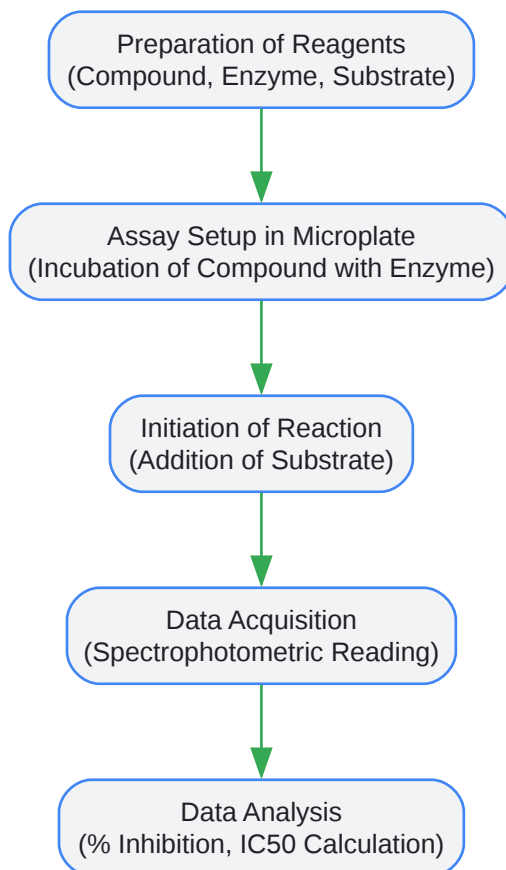 Preparation of Reagents
(Compound, Enzyme, Substrate)
Assay Setup in Microplate
(Incubation of Compound with Enzyme)
Initiation of Reaction
(Addition of Substrate)
Data Acquisition
(Spectrophotometric Reading)
Data Analysis
(% Inhibition, IC50 Calculation)